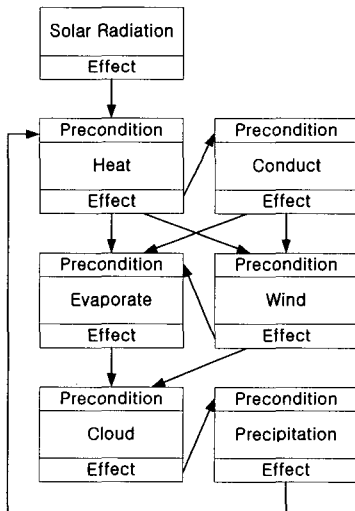 Solar Radiation
Effect
Precondition
Heat
Effect
Precondition
Conduct
Effect
Precondition
Evaporate
Effect
Precondition
Wind
Effect
Precondition
Cloud
Effect
Precondition
Precipitation
Effect